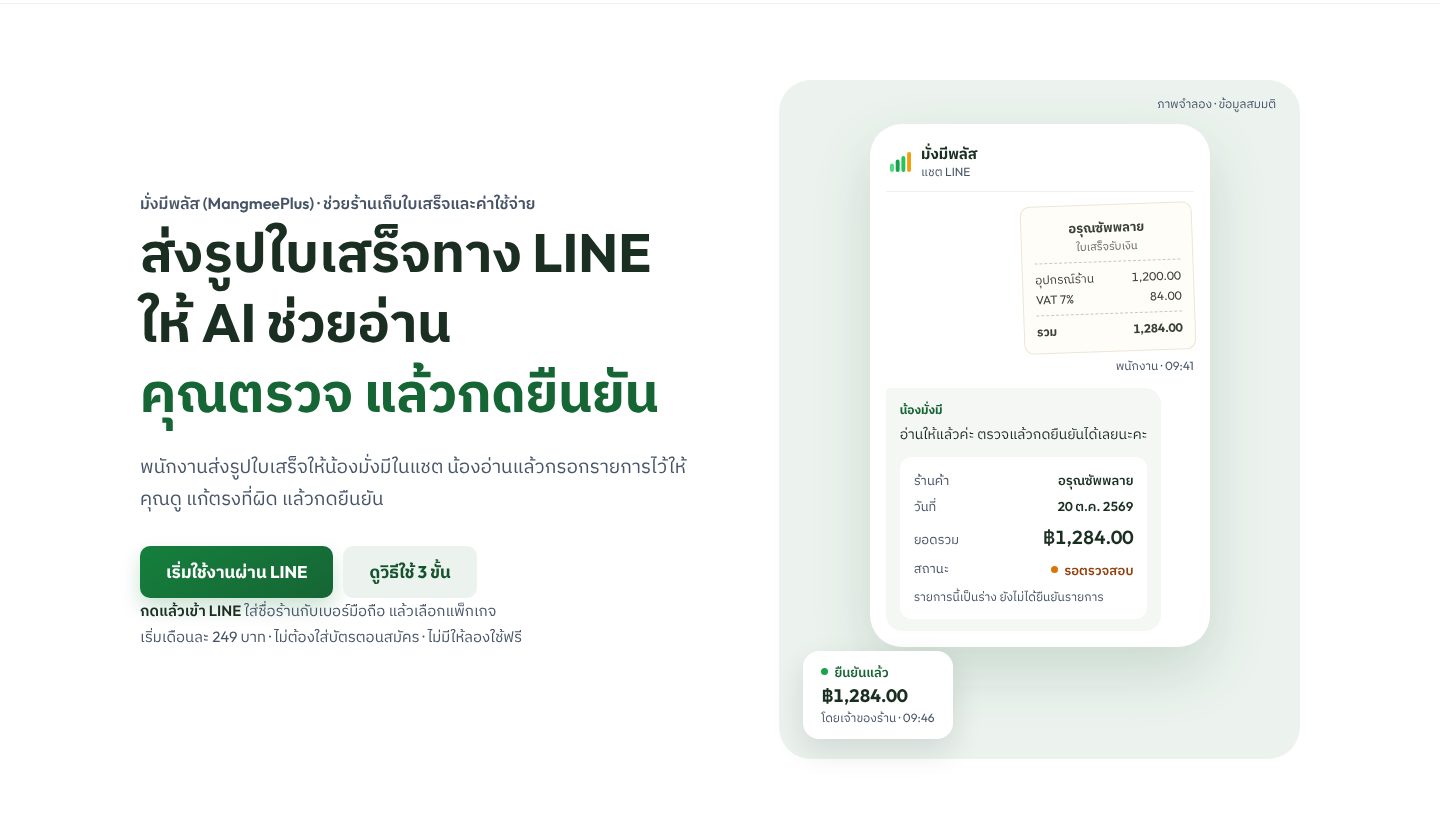 มั่งมีพลัส (MangmeePlus) · ช่วยร้านเก็บใบเสร็จและค่าใช้จ่าย
ส่งรูปใบเสร็จทาง LINE
ให้ AI ช่วยอ่าน
คุณตรวจ แล้วกดยืนยัน
พนักงานส่งรูปใบเสร็จให้น้องมั่งมีในแชต น้องอ่านแล้วกรอกรายการไว้ให้
คุณดู แก้ตรงที่ผิด แล้วกดยืนยัน
เริ่มใช้งานผ่าน LINE
ดูวิธีใช้ 3 ขั้น
กดแล้วเข้า LINE ใส่ชื่อร้านกับเบอร์มือถือ แล้วเลือกแพ็กเกจ
เริ่มเดือนละ 249 บาท · ไม่ต้องใส่บัตรตอนสมัคร · ไม่มีให้ลองใช้ฟรี
ภาพจำลอง · ข้อมูลสมมติ
มั่งมีพลัส
แชต LINE
อรุณซัพพลาย
ใบเสร็จรับเงิน
อุปกรณ์ร้าน 1,200.00
VAT 7% 84.00
รวม 1,284.00
พนักงาน · 09:41
น้องมั่งมี
อ่านให้แล้วค่ะ ตรวจแล้วกดยืนยันได้เลยนะคะ
ร้านค้า อรุณซัพพลาย
วันที่ 20 ต.ค. 2569
ยอดรวม ฿1,284.00
สถานะ รอตรวจสอบ
รายการนี้เป็นร่าง ยังไม่ได้ยืนยันรายการ
ยืนยันแล้ว
฿1,284.00
โดยเจ้าของร้าน · 09:46